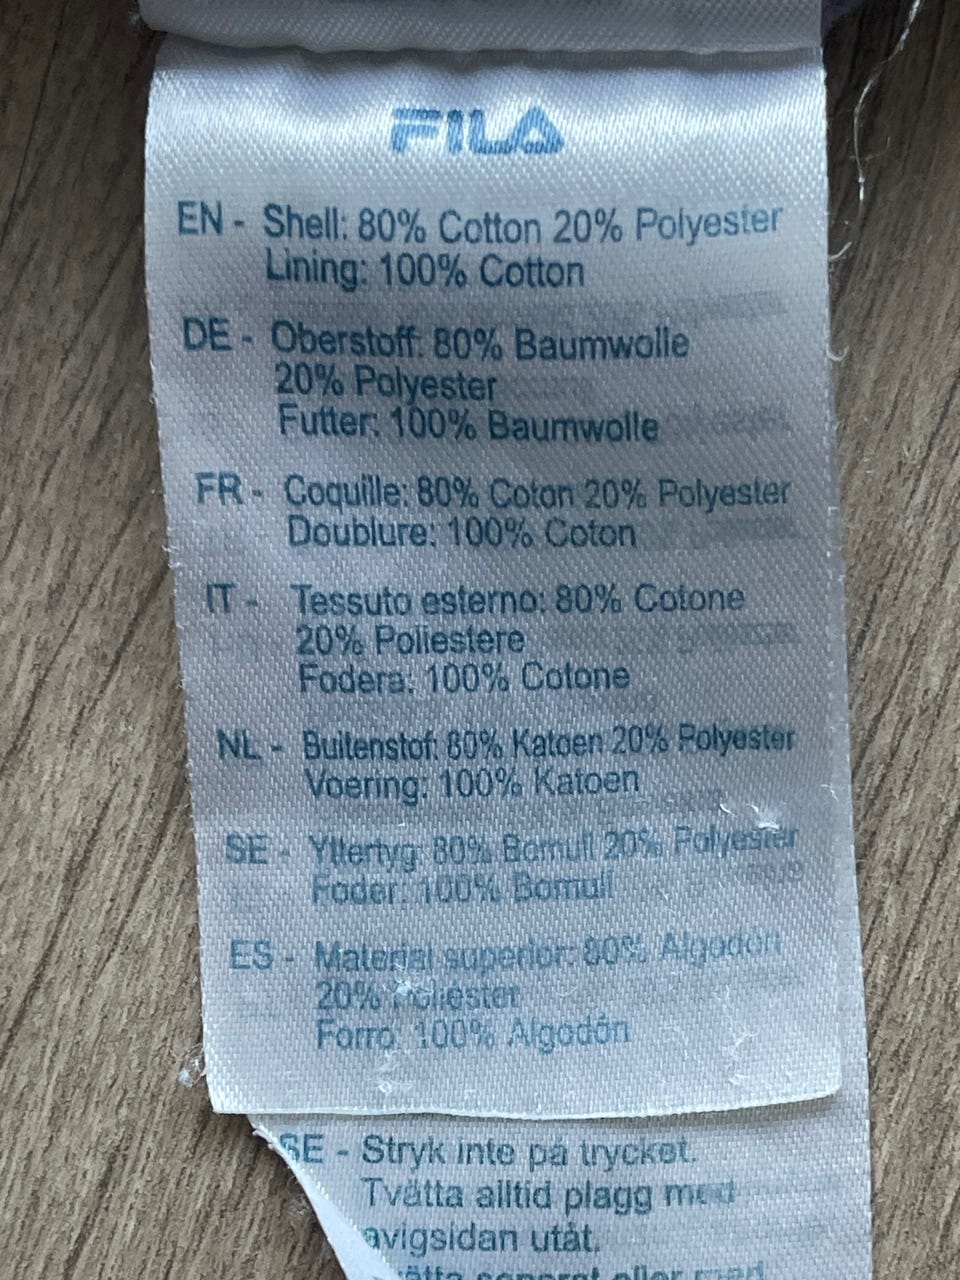 FILA
EN - Shell: 80% Cotton 20% Polyester
Lining: 100% Cotton
DE - Oberstoff: 80% Baumwolle
20% Polyester
Futter: 100% Baumwolle
FR - Coquille: 80% Coton 20% Polyester
Doublure: 100% Coton
IT - Tessuto esterno: 80% Cotone
20% Poliestere
Fodera: 100% Cotone
NL - Buitenstof: 80% Katoen 20% Polyester
Voering: 100% Katoen
SE - Yttertyg: 80% Bomull 20% Polyester
Foder: 100% Bomull
ES - Material superior: 80% Algodón
20% Poliester
Forro: 100% Algodón
SE - Stryk inte på trycket.
Tvätta alltid plagg med
avigsidan utåt.
eller med